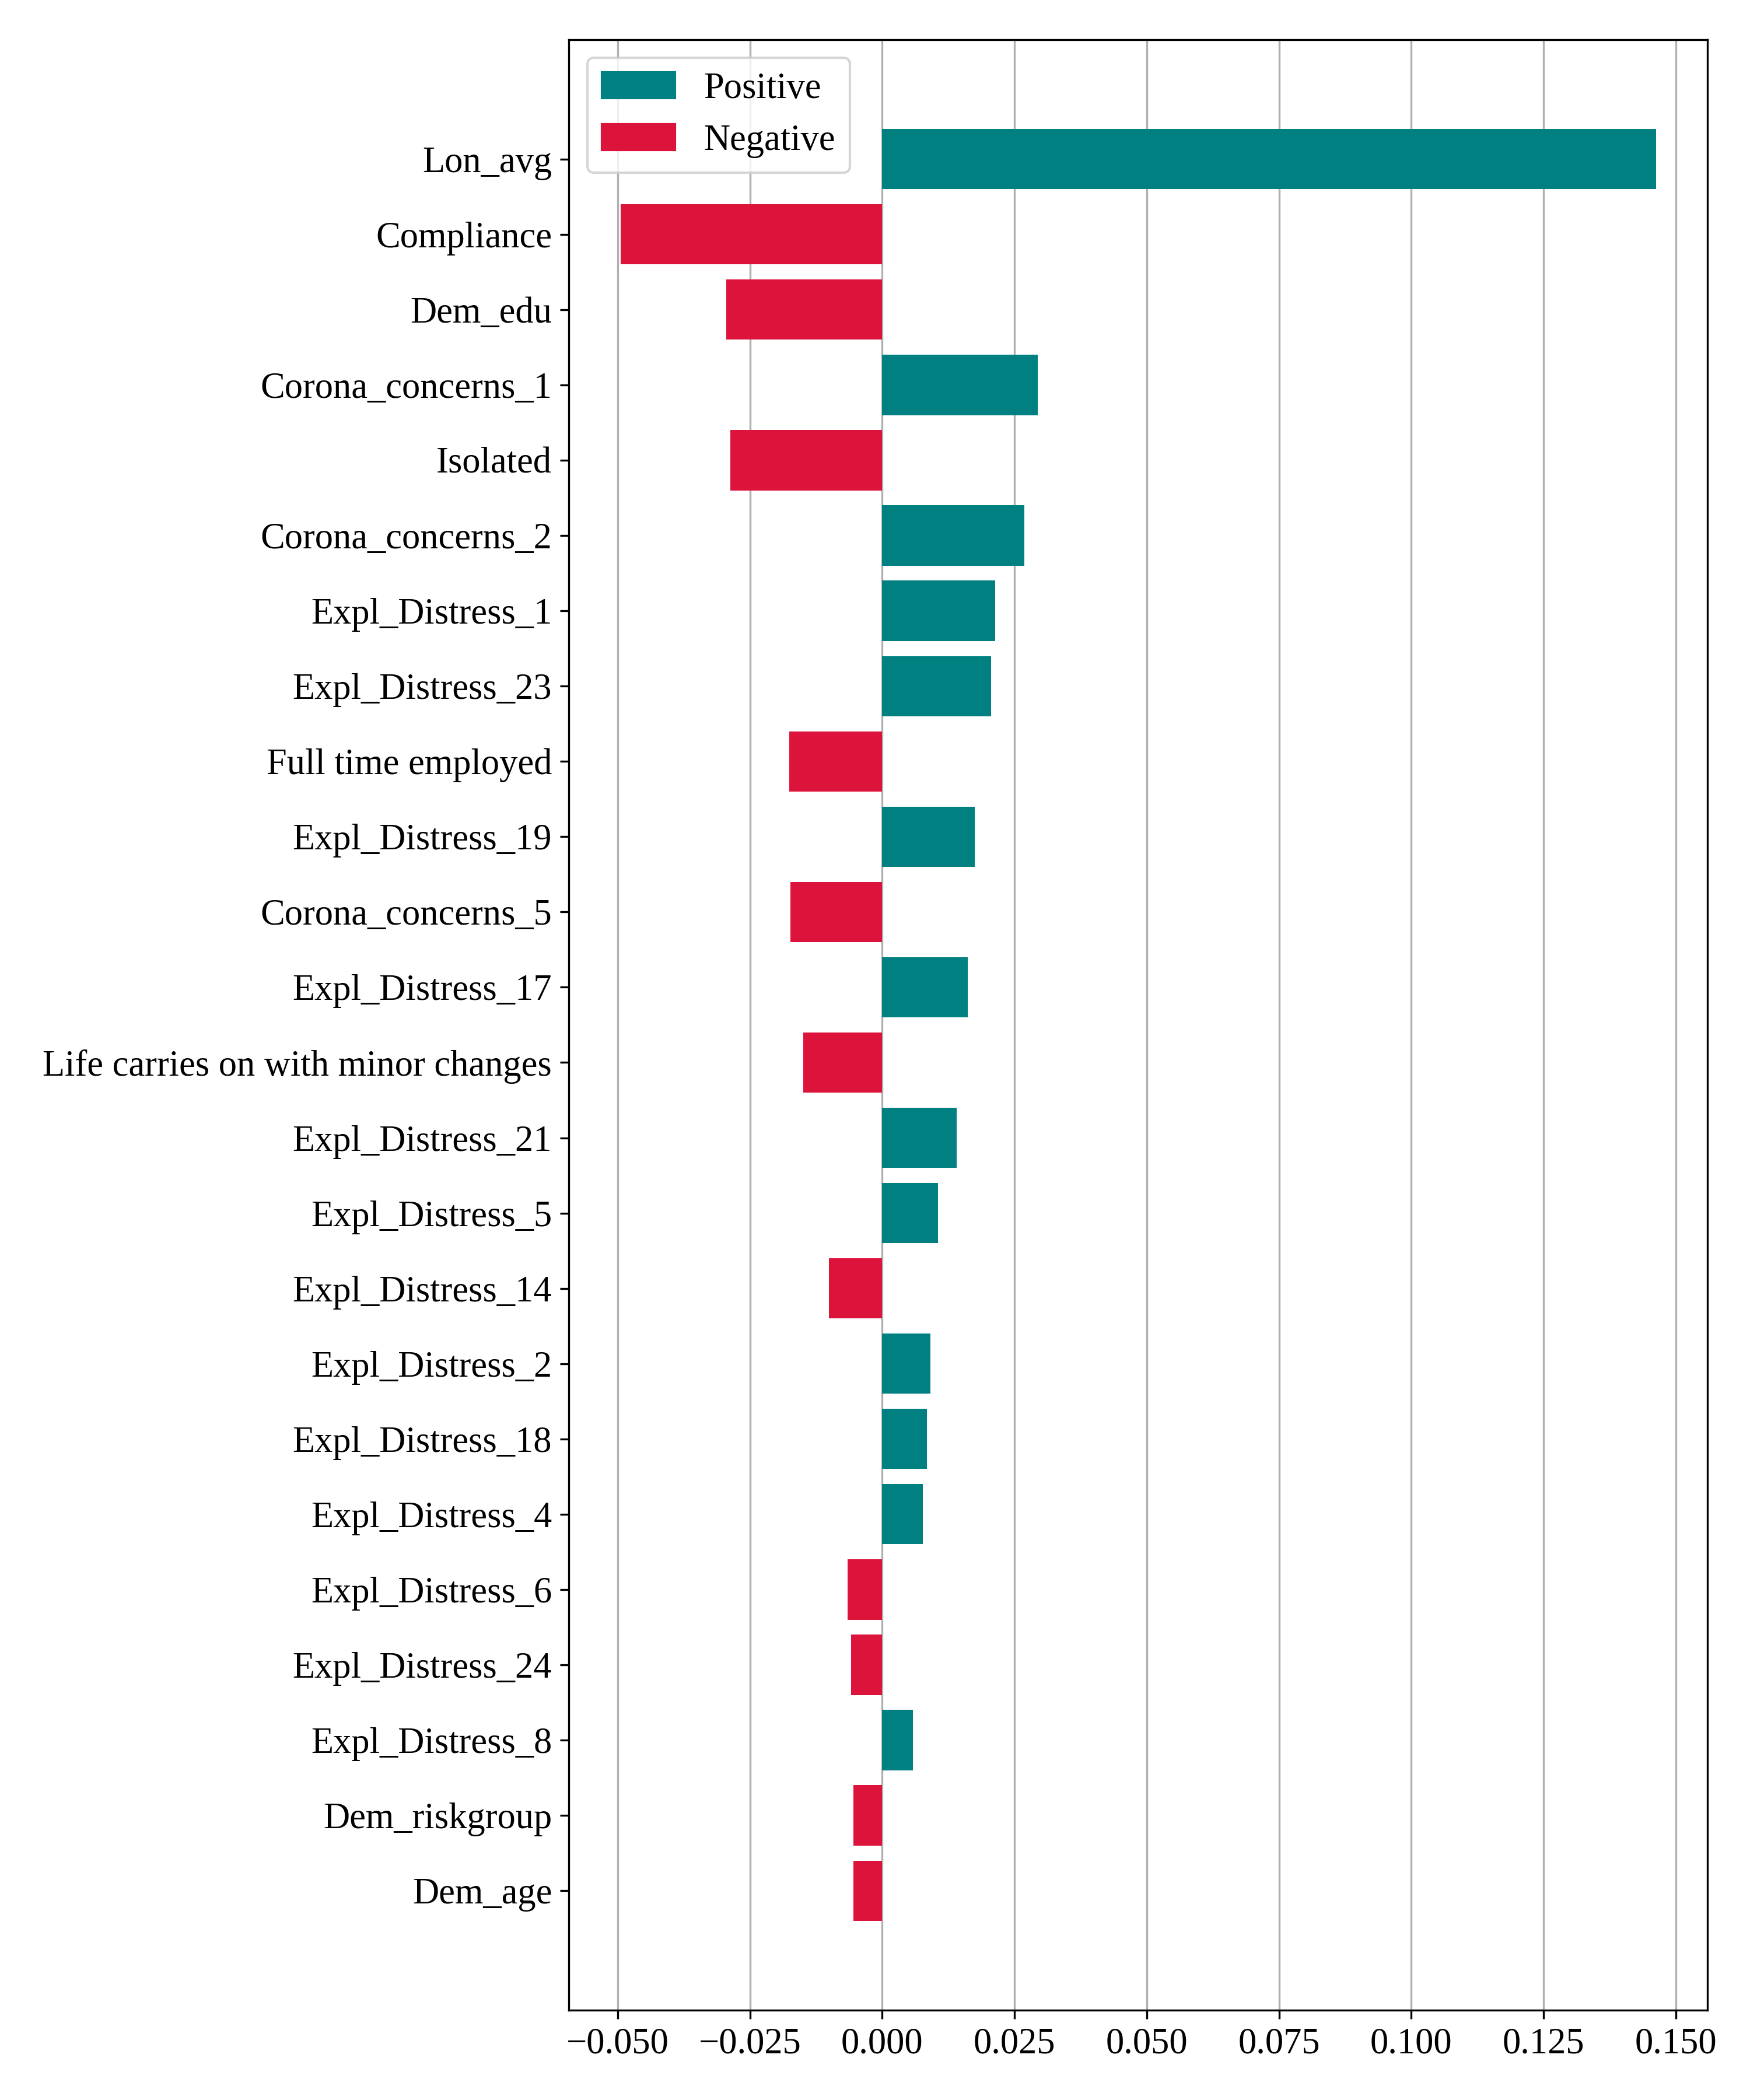 Positive
Negative
Lon_avg
Compliance
Dem_edu
Corona_concerns_1
Isolated
Corona_concerns_2
Expl_Distress_1
Expl_Distress_23
Full time employed
Expl_Distress_19
Corona_concerns_5
Expl_Distress_17
Life carries on with minor changes
Expl_Distress_21
Expl_Distress_5
Expl_Distress_14
Expl_Distress_2
Expl_Distress_18
Expl_Distress_4
Expl_Distress_6
Expl_Distress_24
Expl_Distress_8
Dem_riskgroup
Dem_age
−0.050 −0.025 0.000 0.025 0.050 0.075 0.100 0.125 0.150